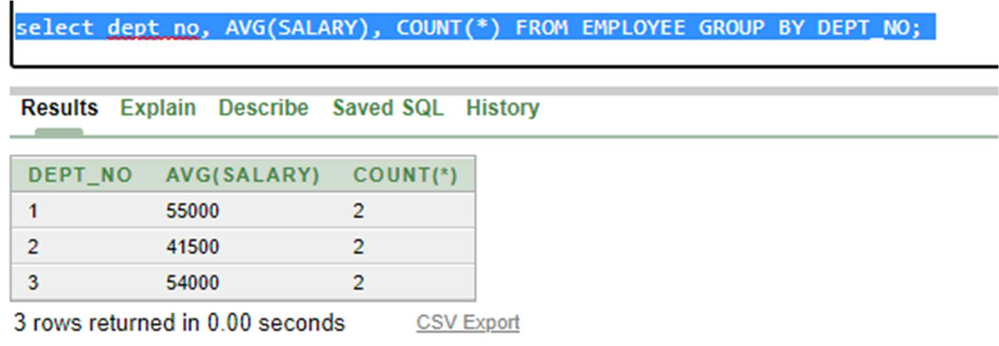 select dept_no, AVG(SALARY), COUNT(*) FROM EMPLOYEE GROUP BY DEPT_NO;
Results Explain Describe Saved SQL History
DEPT_NO AVG(SALARY) COUNT(*)
1 55000 2
2 41500 2
3 54000 2
3 rows returned in 0.00 seconds CSV Export